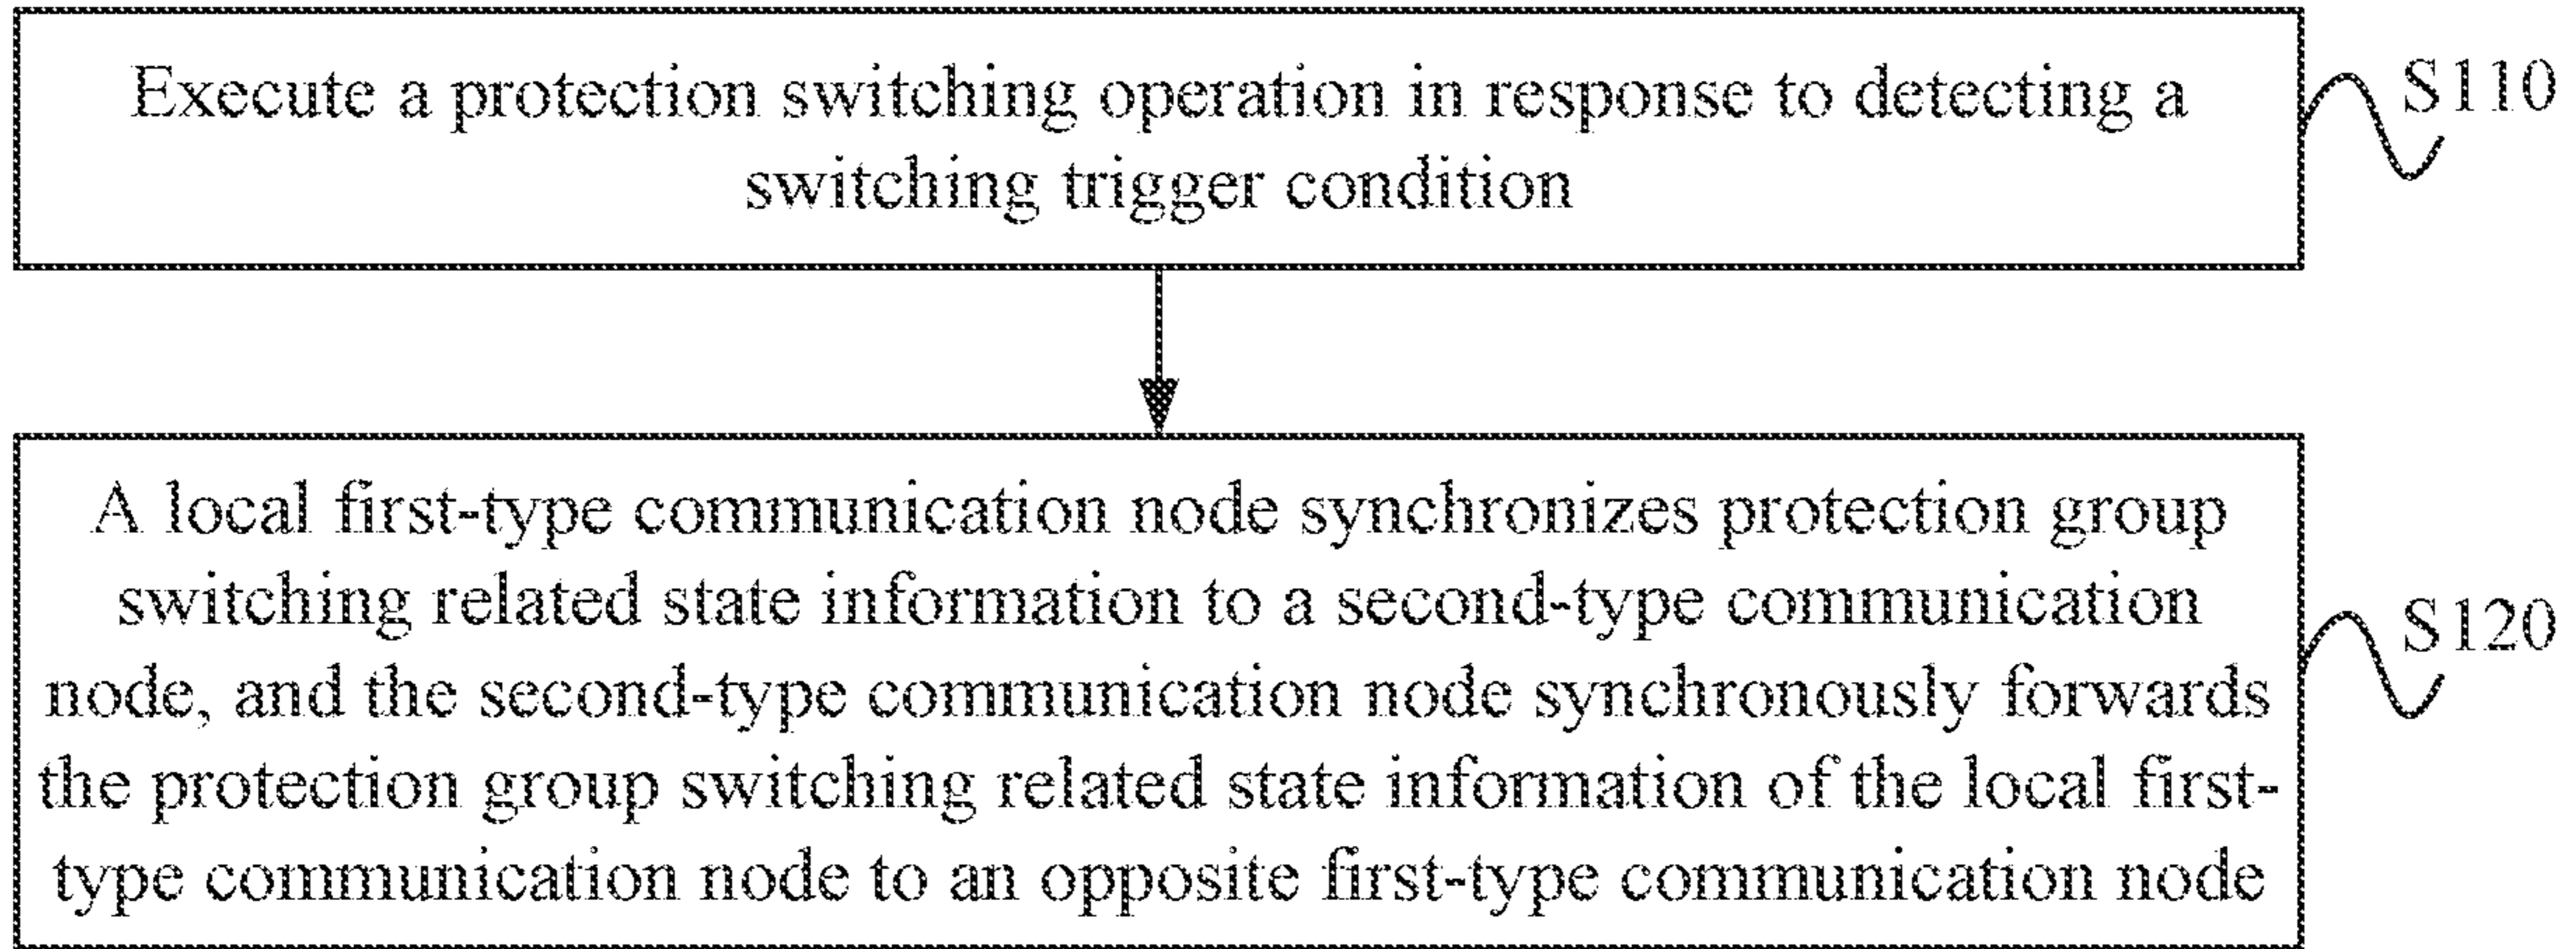 Execute a protection switching operation in response to detecting a
switching trigger condition
S110
A local first-type communication node synchronizes protection group
switching related state information to a second-type communication
node, and the second-type communication node synchronously forwards
the protection group switching related state information of the local first-
type communication node to an opposite first-type communication node
S120